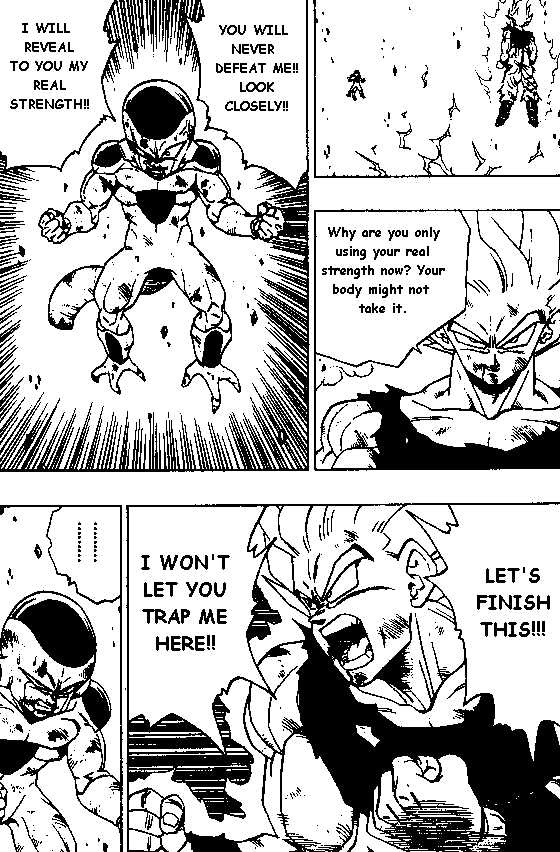 I WILL
REVEAL
TO YOU MY
REAL
STRENGTH!!
YOU WILL
NEVER
DEFEAT ME!!
LOOK
CLOSELY!!
Why are you only
using your real
strength now? Your
body might not
take it.
I WON'T
LET YOU
TRAP ME
HERE!!
LET'S
FINISH
THIS!!!